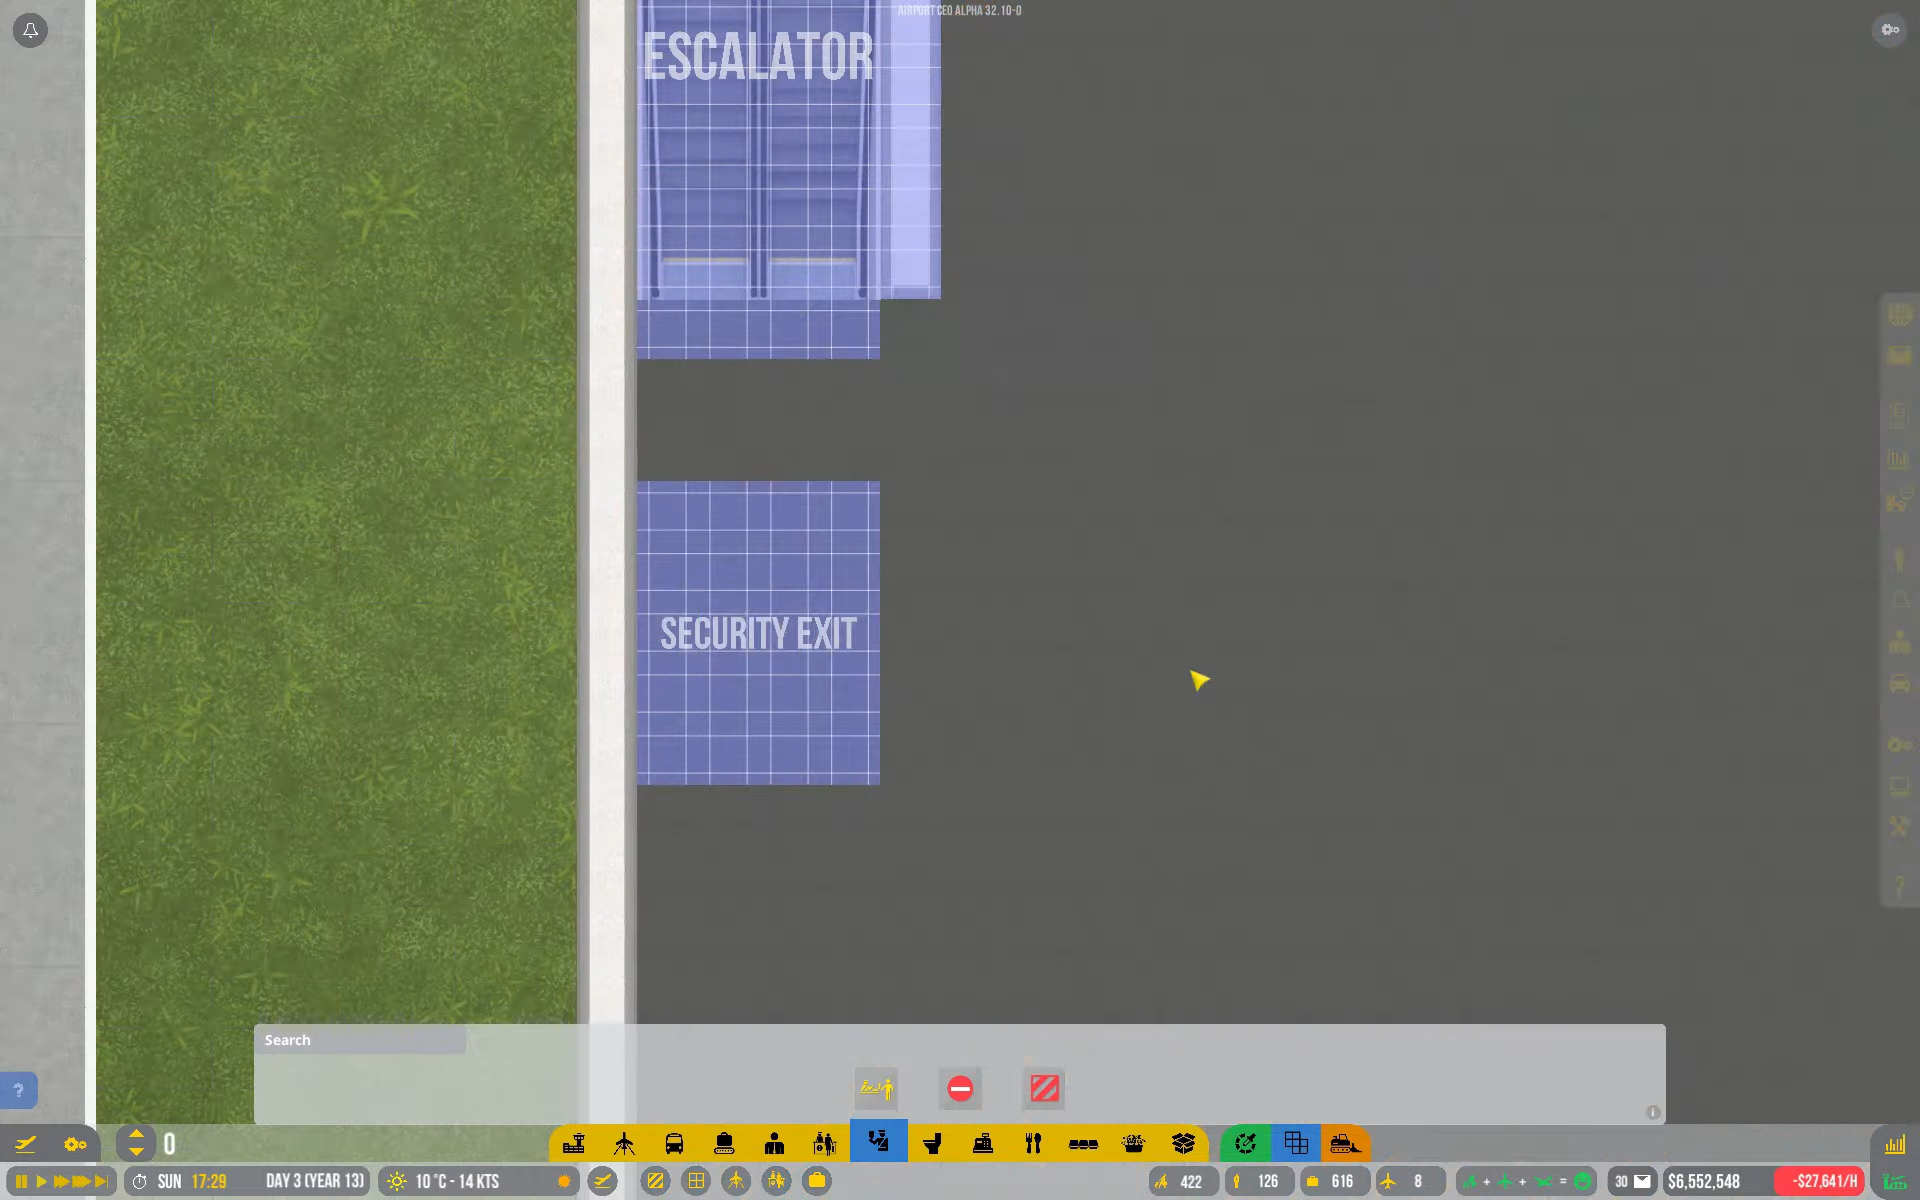 AIRPORT CEO ALPHA 32.10-0
ESCALATOR
SECURITY EXIT
Search
?
0
SUN 17:29
DAY 3 (YEAR 13)
10 °C - 14 KTS
422
126
616
8
+ + =
30
$6,552,548
-$27,641/H